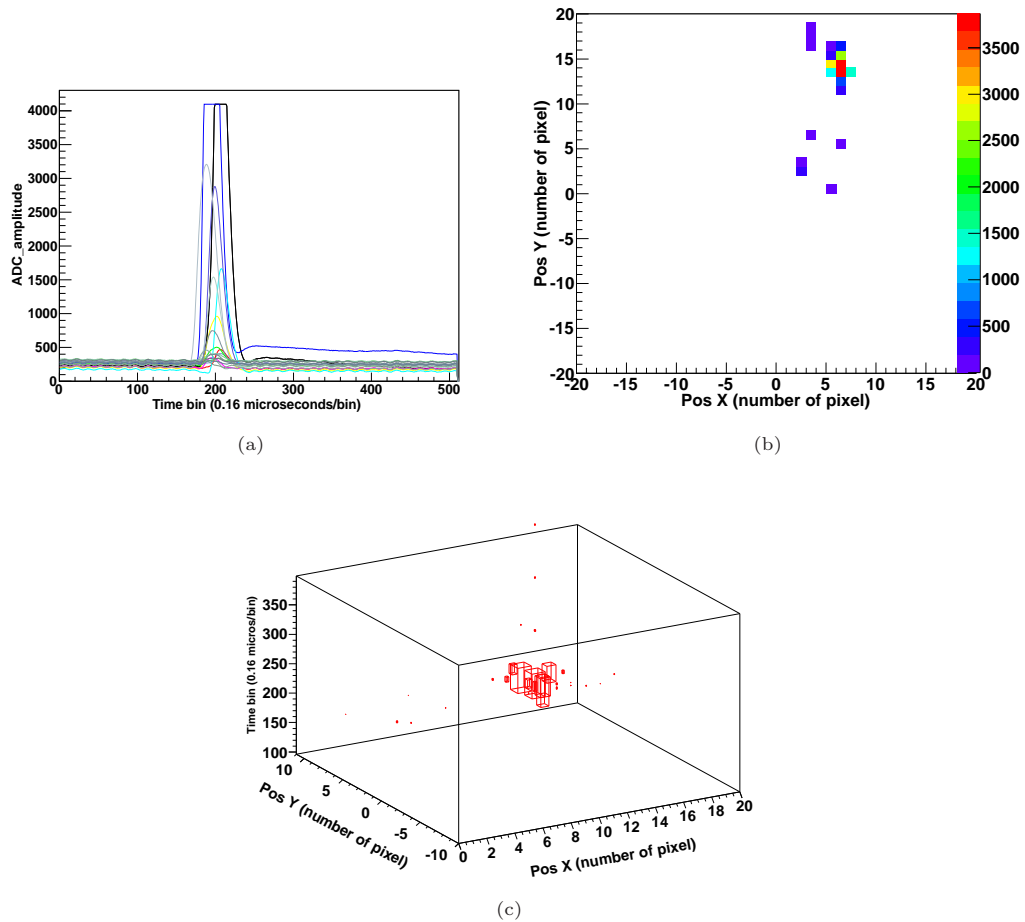 4000
3500
3000
2500
2000
1500
1000
500
0
ADC_amplitude
0 100 200 300 400 500
Time bin (0.16 microseconds/bin)
(a)
20
15
10
5
0
-5
-10
-15
-20
Pos Y (number of pixel)
-20 -15 -10 -5 0 5 10 15 20
Pos X (number of pixel)
3500
3000
2500
2000
1500
1000
500
0
(b)
350
300
250
200
150
100
Time bin (0.16 micros/bin)
10
5
0
-5
-10
Pos Y (number of pixel)
0 2 4 6 8 10 12 14 16 18 20
Pos X (number of pixel)
(c)